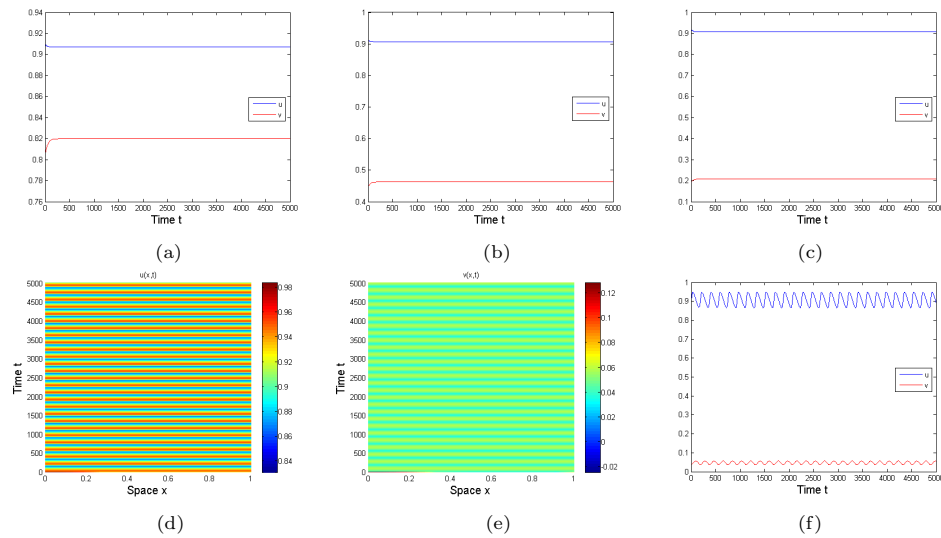 0.94
0.92
0.9
0.88
0.86
0.84
0.82
0.8
0.78
0.76
u
v
0 500 1000 1500 2000 2500 3000 3500 4000 4500 5000
Time t
(a)
1
0.9
0.8
0.7
0.6
0.5
0.4
u
v
0 500 1000 1500 2000 2500 3000 3500 4000 4500 5000
Time t
(b)
1
0.9
0.8
0.7
0.6
0.5
0.4
0.3
0.2
0.1
u
v
0 500 1000 1500 2000 2500 3000 3500 4000 4500 5000
Time t
(c)
u(x,t)
Time t
5000
4500
4000
3500
3000
2500
2000
1500
1000
500
0
0 0.2 0.4 0.6 0.8 1
Space x
0.98
0.96
0.94
0.92
0.9
0.88
0.86
0.84
(d)
v(x,t)
Time t
5000
4500
4000
3500
3000
2500
2000
1500
1000
500
0
0 0.2 0.4 0.6 0.8 1
Space x
0.12
0.1
0.08
0.06
0.04
0.02
0
-0.02
(e)
1
0.9
0.8
0.7
0.6
0.5
0.4
0.3
0.2
0.1
0
u
v
0 500 1000 1500 2000 2500 3000 3500 4000 4500 5000
Time t
(f)